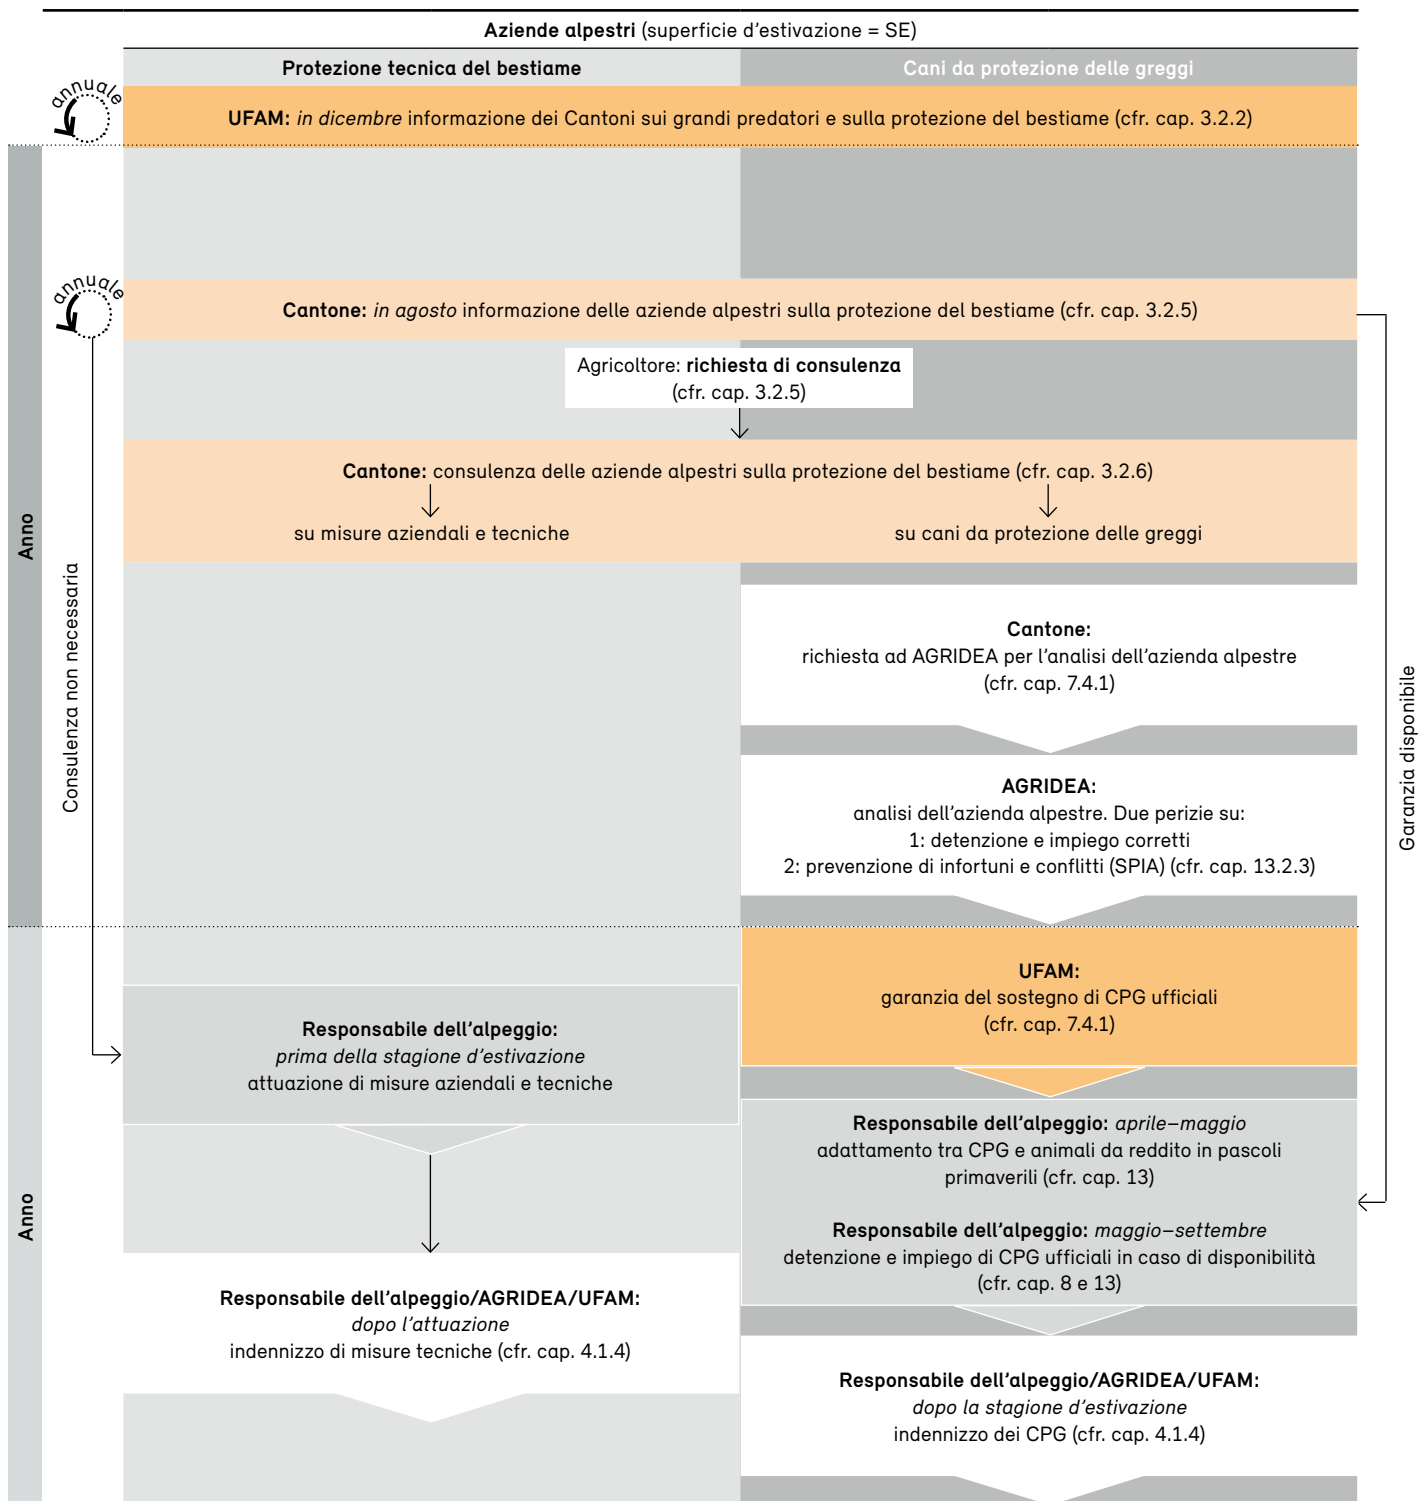 Aziende alpestri (superficie d'estivazione = SE)
Protezione tecnica del bestiame
Cani da protezione delle greggi
annuale
UFAM: in dicembre informazione dei Cantoni sui grandi predatori e sulla protezione del bestiame (cfr. cap. 3.2.2)
annuale
Cantone: in agosto informazione delle aziende alpestri sulla protezione del bestiame (cfr. cap. 3.2.5)
Agricoltore: richiesta di consulenza
(cfr. cap. 3.2.5)
Cantone: consulenza delle aziende alpestri sulla protezione del bestiame (cfr. cap. 3.2.6)
su misure aziendali e tecniche
su cani da protezione delle greggi
Anno
Consulenza non necessaria
Cantone:
richiesta ad AGRIDEA per l'analisi dell'azienda alpestre
(cfr. cap. 7.4.1)
Garanzia disponibile
AGRIDEA:
analisi dell'azienda alpestre. Due perizie su:
1: detenzione e impiego corretti
2: prevenzione di infortuni e conflitti (SPIA) (cfr. cap. 13.2.3)
UFAM:
garanzia del sostegno di CPG ufficiali
(cfr. cap. 7.4.1)
Responsabile dell'alpeggio:
prima della stagione d'estivazione
attuazione di misure aziendali e tecniche
Responsabile dell'alpeggio: aprile–maggio
adattamento tra CPG e animali da reddito in pascoli
primaverili (cfr. cap. 13)
Anno
Responsabile dell'alpeggio: maggio–settembre
detenzione e impiego di CPG ufficiali in caso di disponibilità
(cfr. cap. 8 e 13)
Responsabile dell'alpeggio/AGRIDEA/UFAM:
dopo l'attuazione
indennizzo di misure tecniche (cfr. cap. 4.1.4)
Responsabile dell'alpeggio/AGRIDEA/UFAM:
dopo la stagione d'estivazione
indennizzo dei CPG (cfr. cap. 4.1.4)